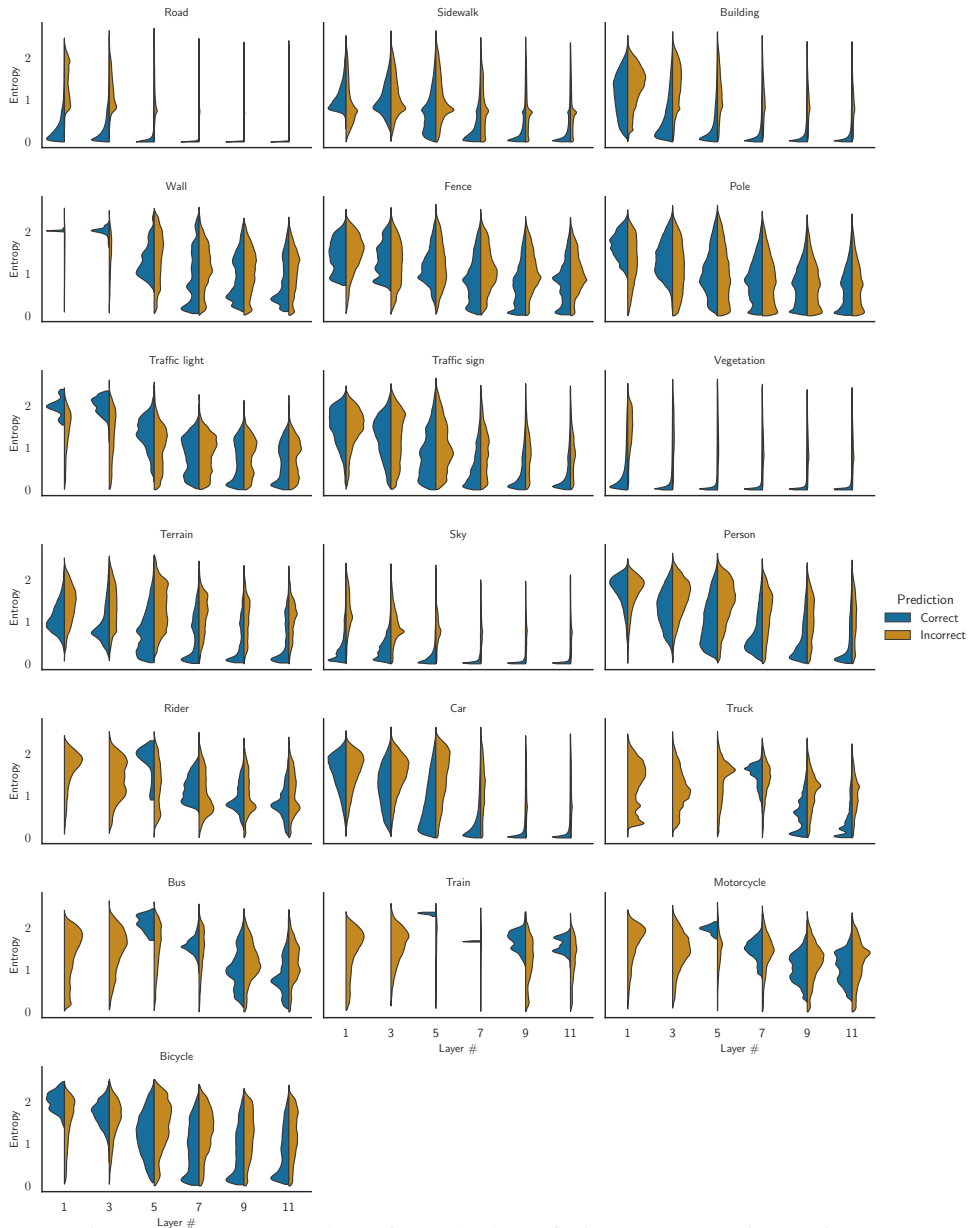 Road Sidewalk Building
Entropy
2
1
0
Wall Fence Pole
Entropy
2
1
0
Traffic light Traffic sign Vegetation
Entropy
2
1
0
Terrain Sky Person
Entropy
2
1
0
Prediction
Correct
Incorrect
Rider Car Truck
Entropy
2
1
0
Bus Train Motorcycle
Entropy
2
1
0
1 3 5 7 9 11 1 3 5 7 9 11
Layer # Layer #
Bicycle
Entropy
2
1
0
1 3 5 7 9 11
Layer #